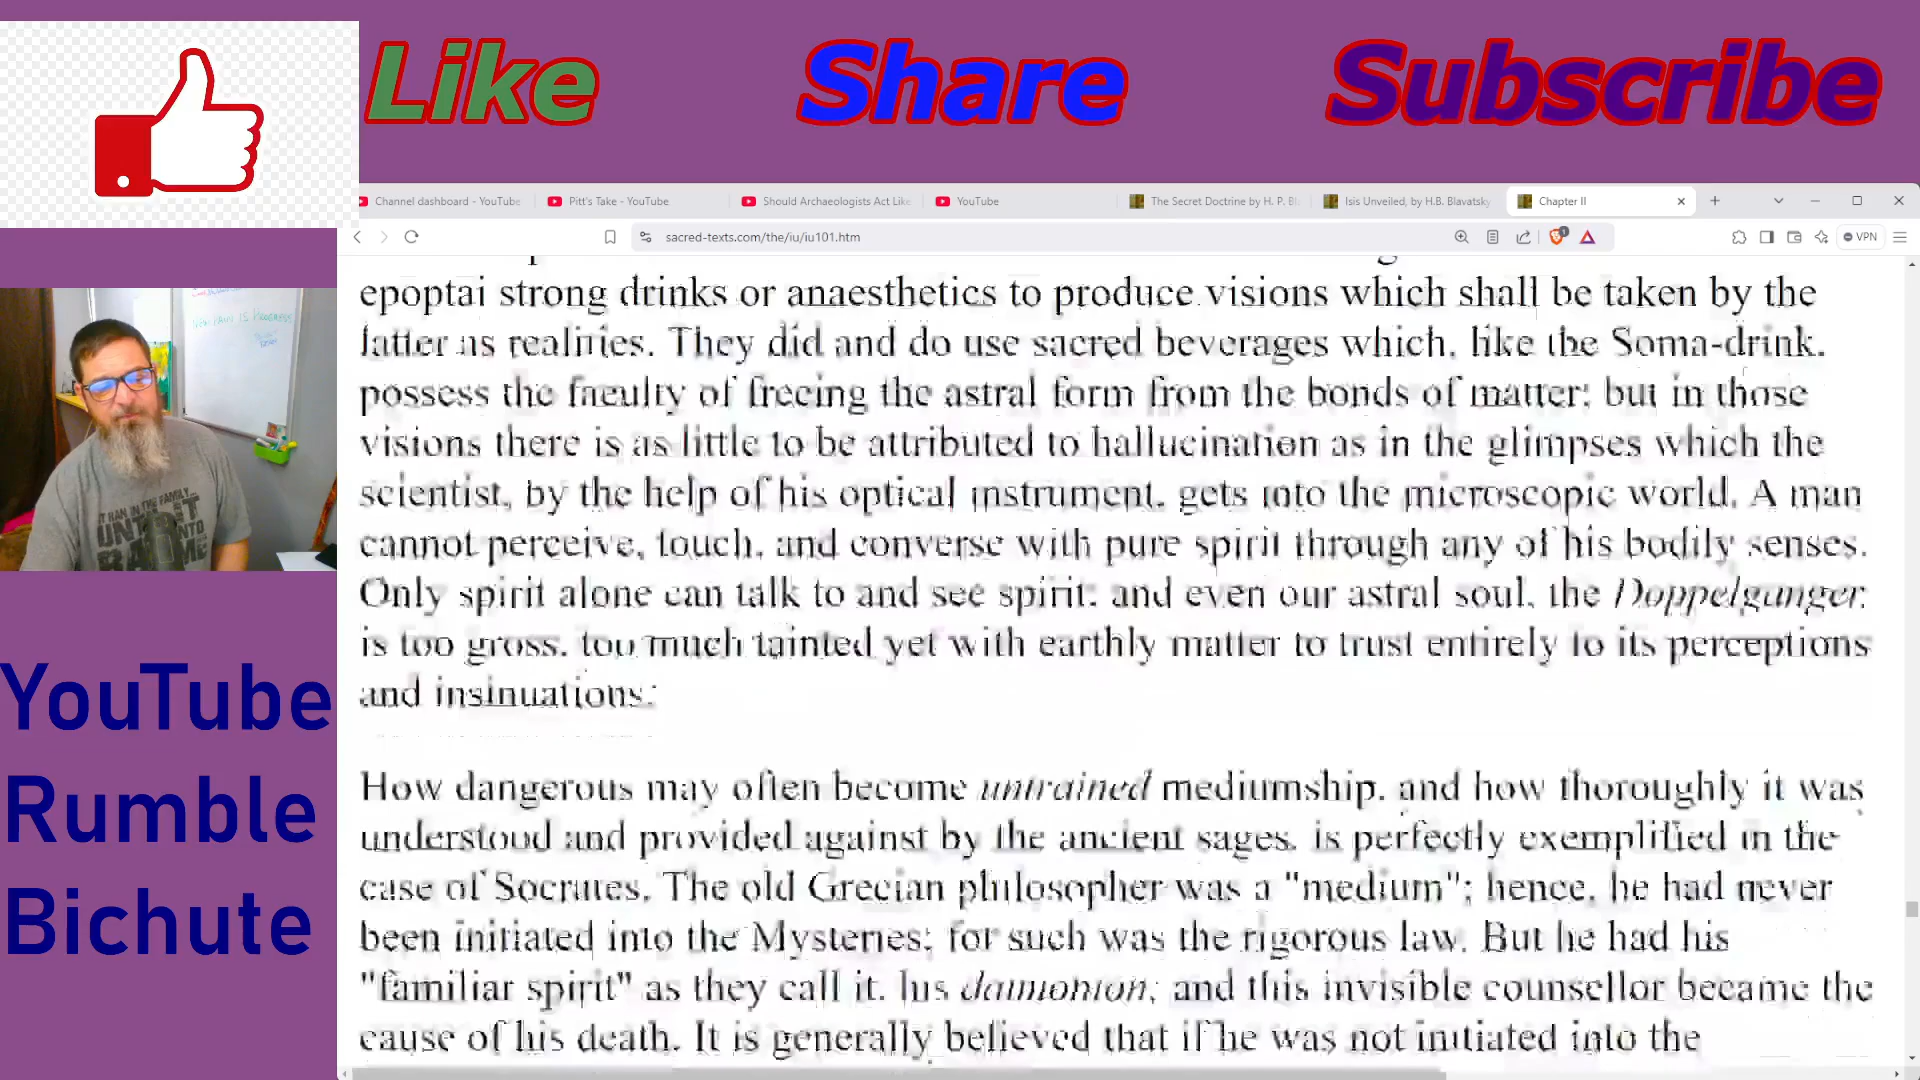 Like Share Subscribe
Channel dashboard - YouTube
Pitt's Take - YouTube
Should Archaeologists Act Like
YouTube
The Secret Doctrine by H. P. Bl
Isis Unveiled, by H.B. Blavatsky
Chapter II
sacred-texts.com/the/iu/iu101.htm
VPN
epoptai strong drinks or anaesthetics to produce visions which shall be taken by the
latter as realities. They did and do use sacred beverages which, like the Soma-drink,
possess the faculty of freeing the astral form from the bonds of matter; but in those
visions there is as little to be attributed to hallucination as in the glimpses which the
scientist, by the help of his optical instrument, gets into the microscopic world. A man
cannot perceive, touch, and converse with pure spirit through any of his bodily senses.
Only spirit alone can talk to and see spirit; and even our astral soul, the Doppelganger,
is too gross, too much tainted yet with earthly matter to trust entirely to its perceptions
and insinuations.
How dangerous may often become untrained mediumship, and how thoroughly it was
understood and provided against by the ancient sages, is perfectly exemplified in the
case of Socrates. The old Grecian philosopher was a "medium"; hence, he had never
been initiated into the Mysteries; for such was the rigorous law. But he had his
"familiar spirit" as they call it, his daimonion; and this invisible counsellor became the
cause of his death. It is generally believed that if he was not initiated into the
YouTube
Rumble
Bichute